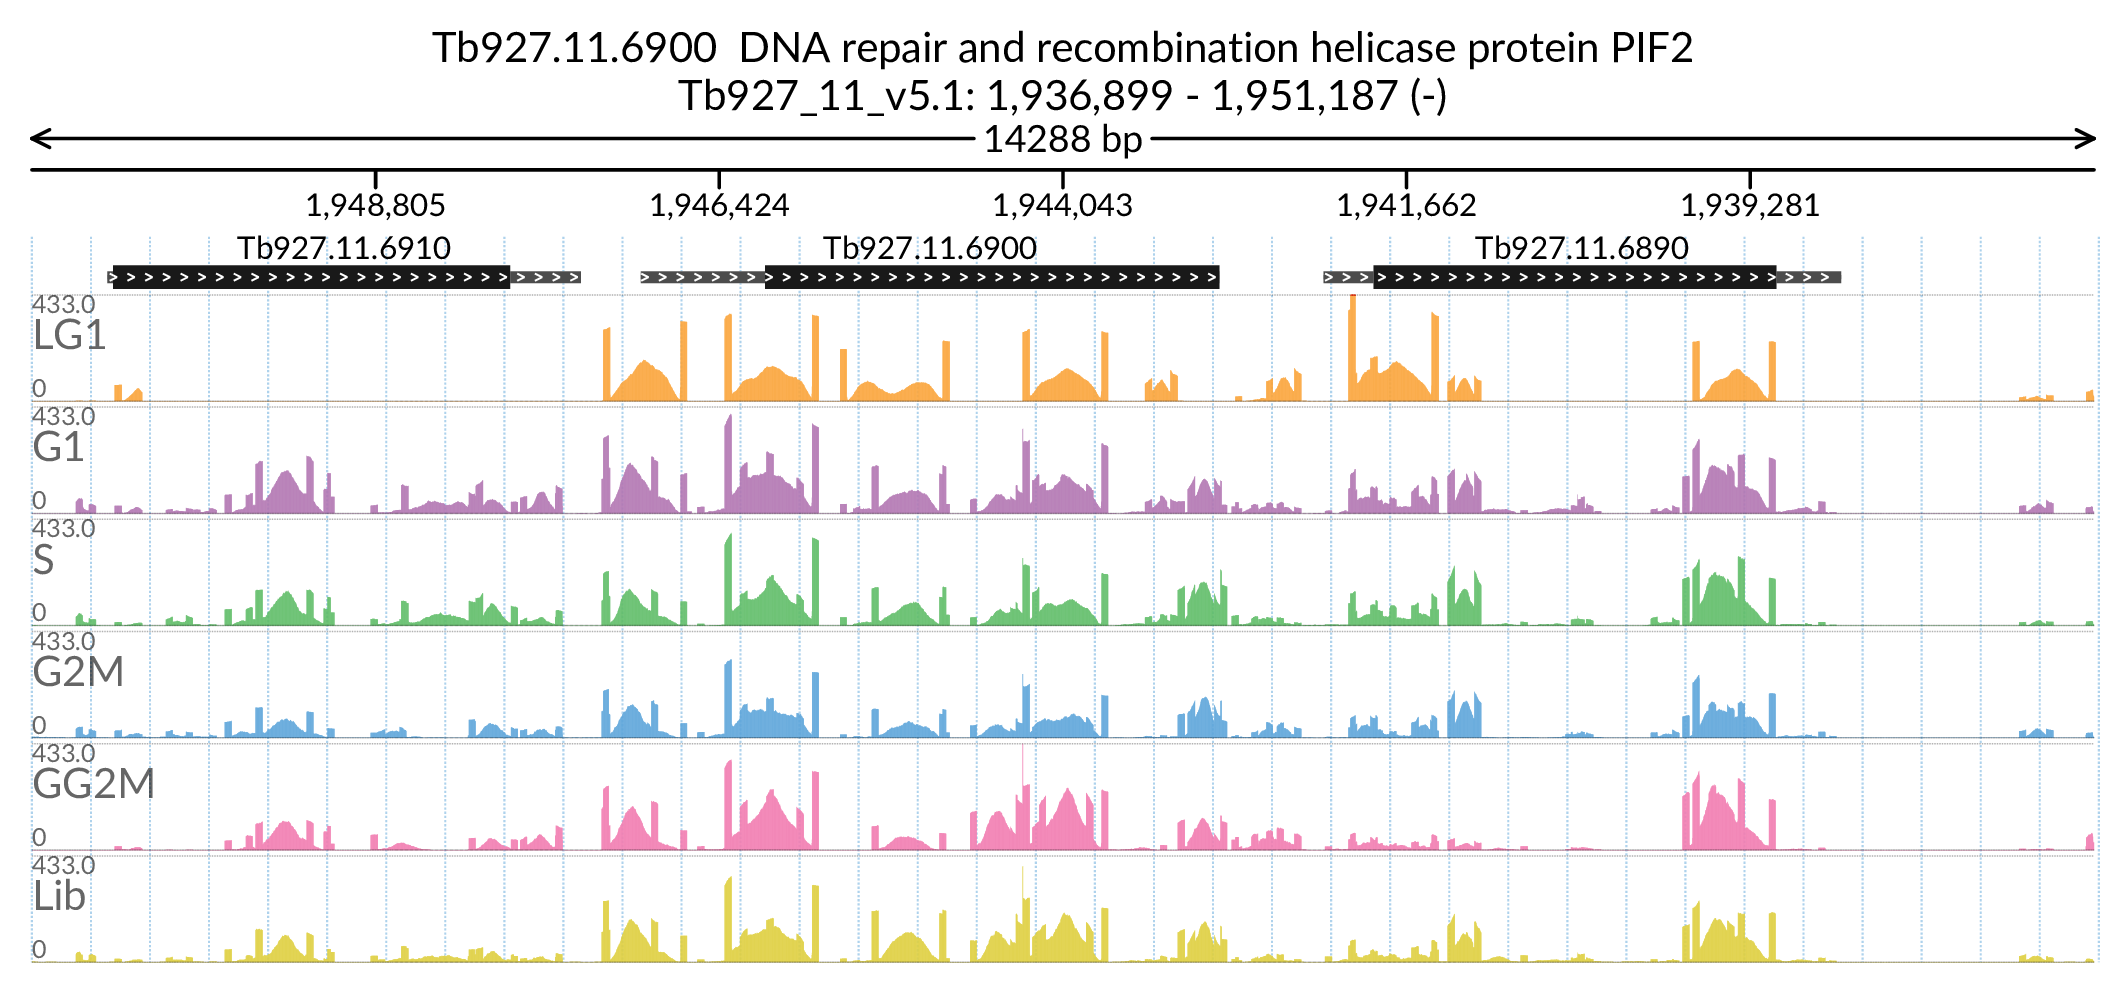 Tb927.11.6900  DNA repair and recombination helicase protein PIF2
Tb927_11_v5.1: 1,936,899 - 1,951,187 (-)
14288 bp
1,948,805 1,946,424 1,944,043 1,941,662 1,939,281
Tb927.11.6910 Tb927.11.6900 Tb927.11.6890
433.0
LG1
0
433.0
G1
0
433.0
S
0
433.0
G2M
0
433.0
GG2M
0
433.0
Lib
0